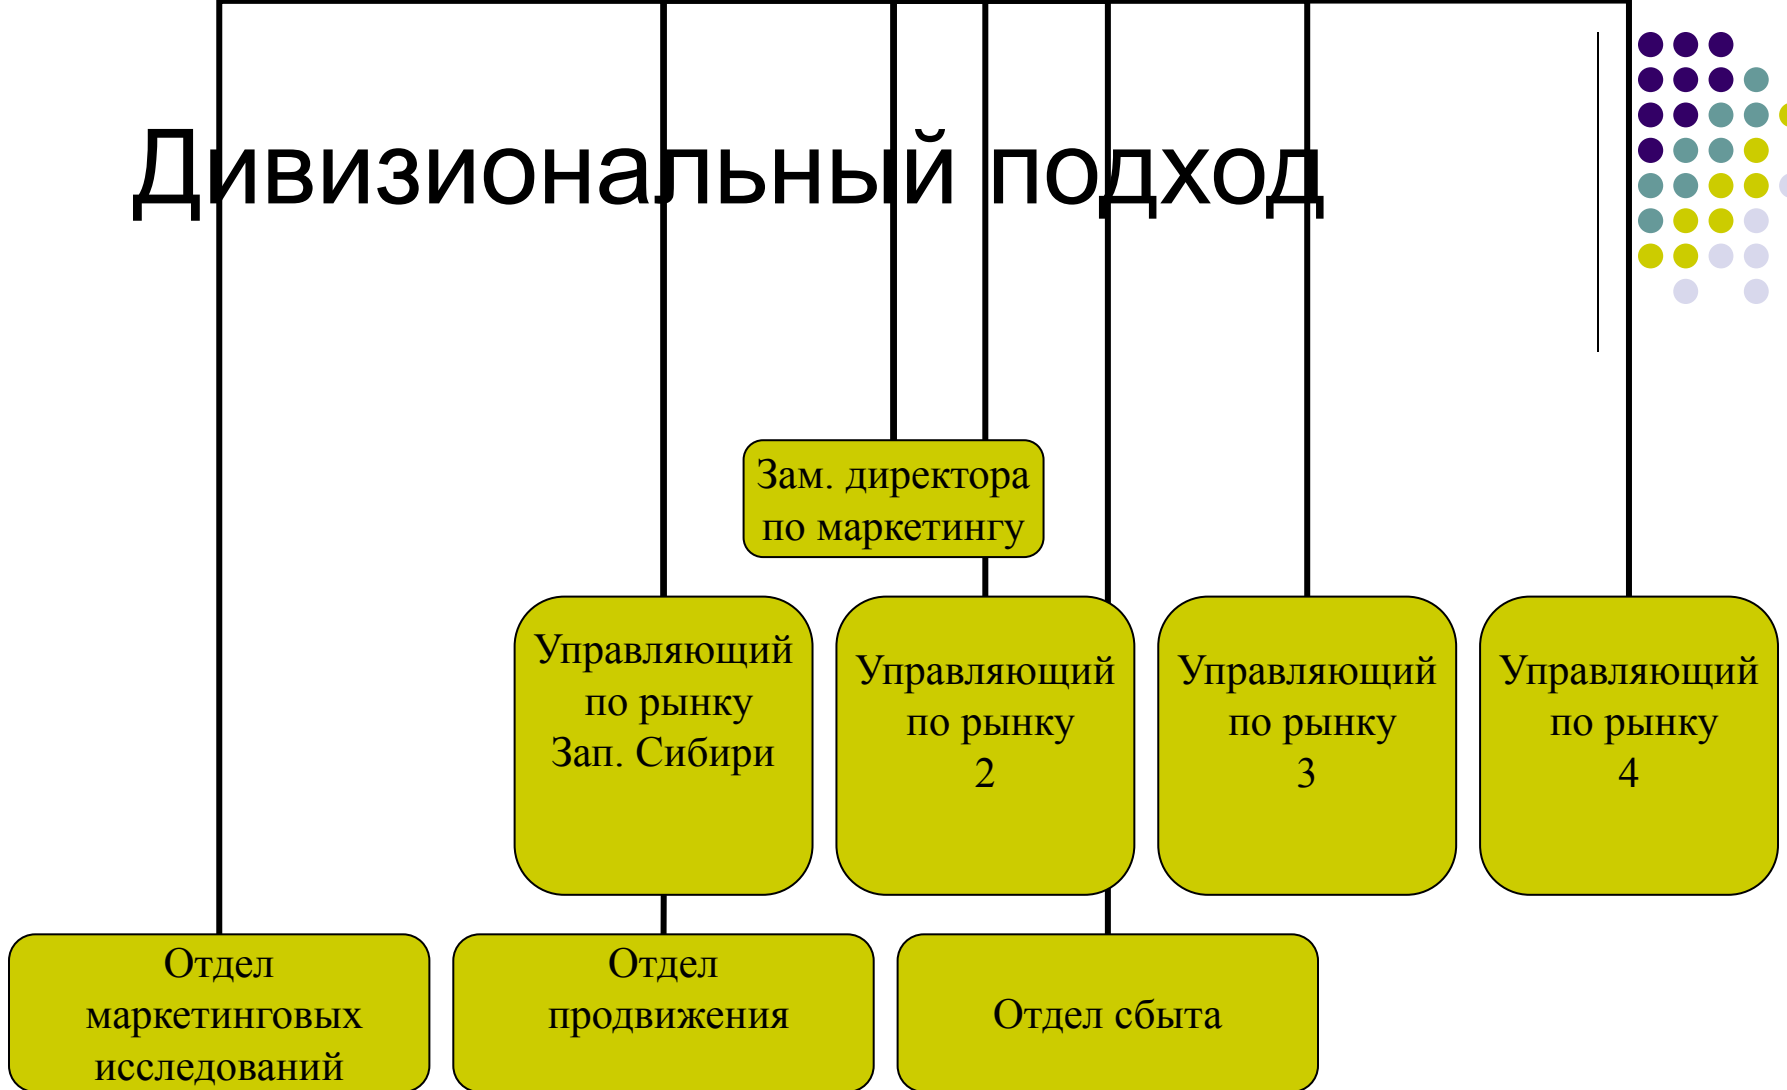 Дивизиональный подход
Зам. директора
по маркетингу
Управляющий
по рынку
Зап. Сибири
Управляющий
по рынку
2
Управляющий
по рынку
3
Управляющий
по рынку
4
Отдел
маркетинговых
исследований
Отдел
продвижения
Отдел сбыта